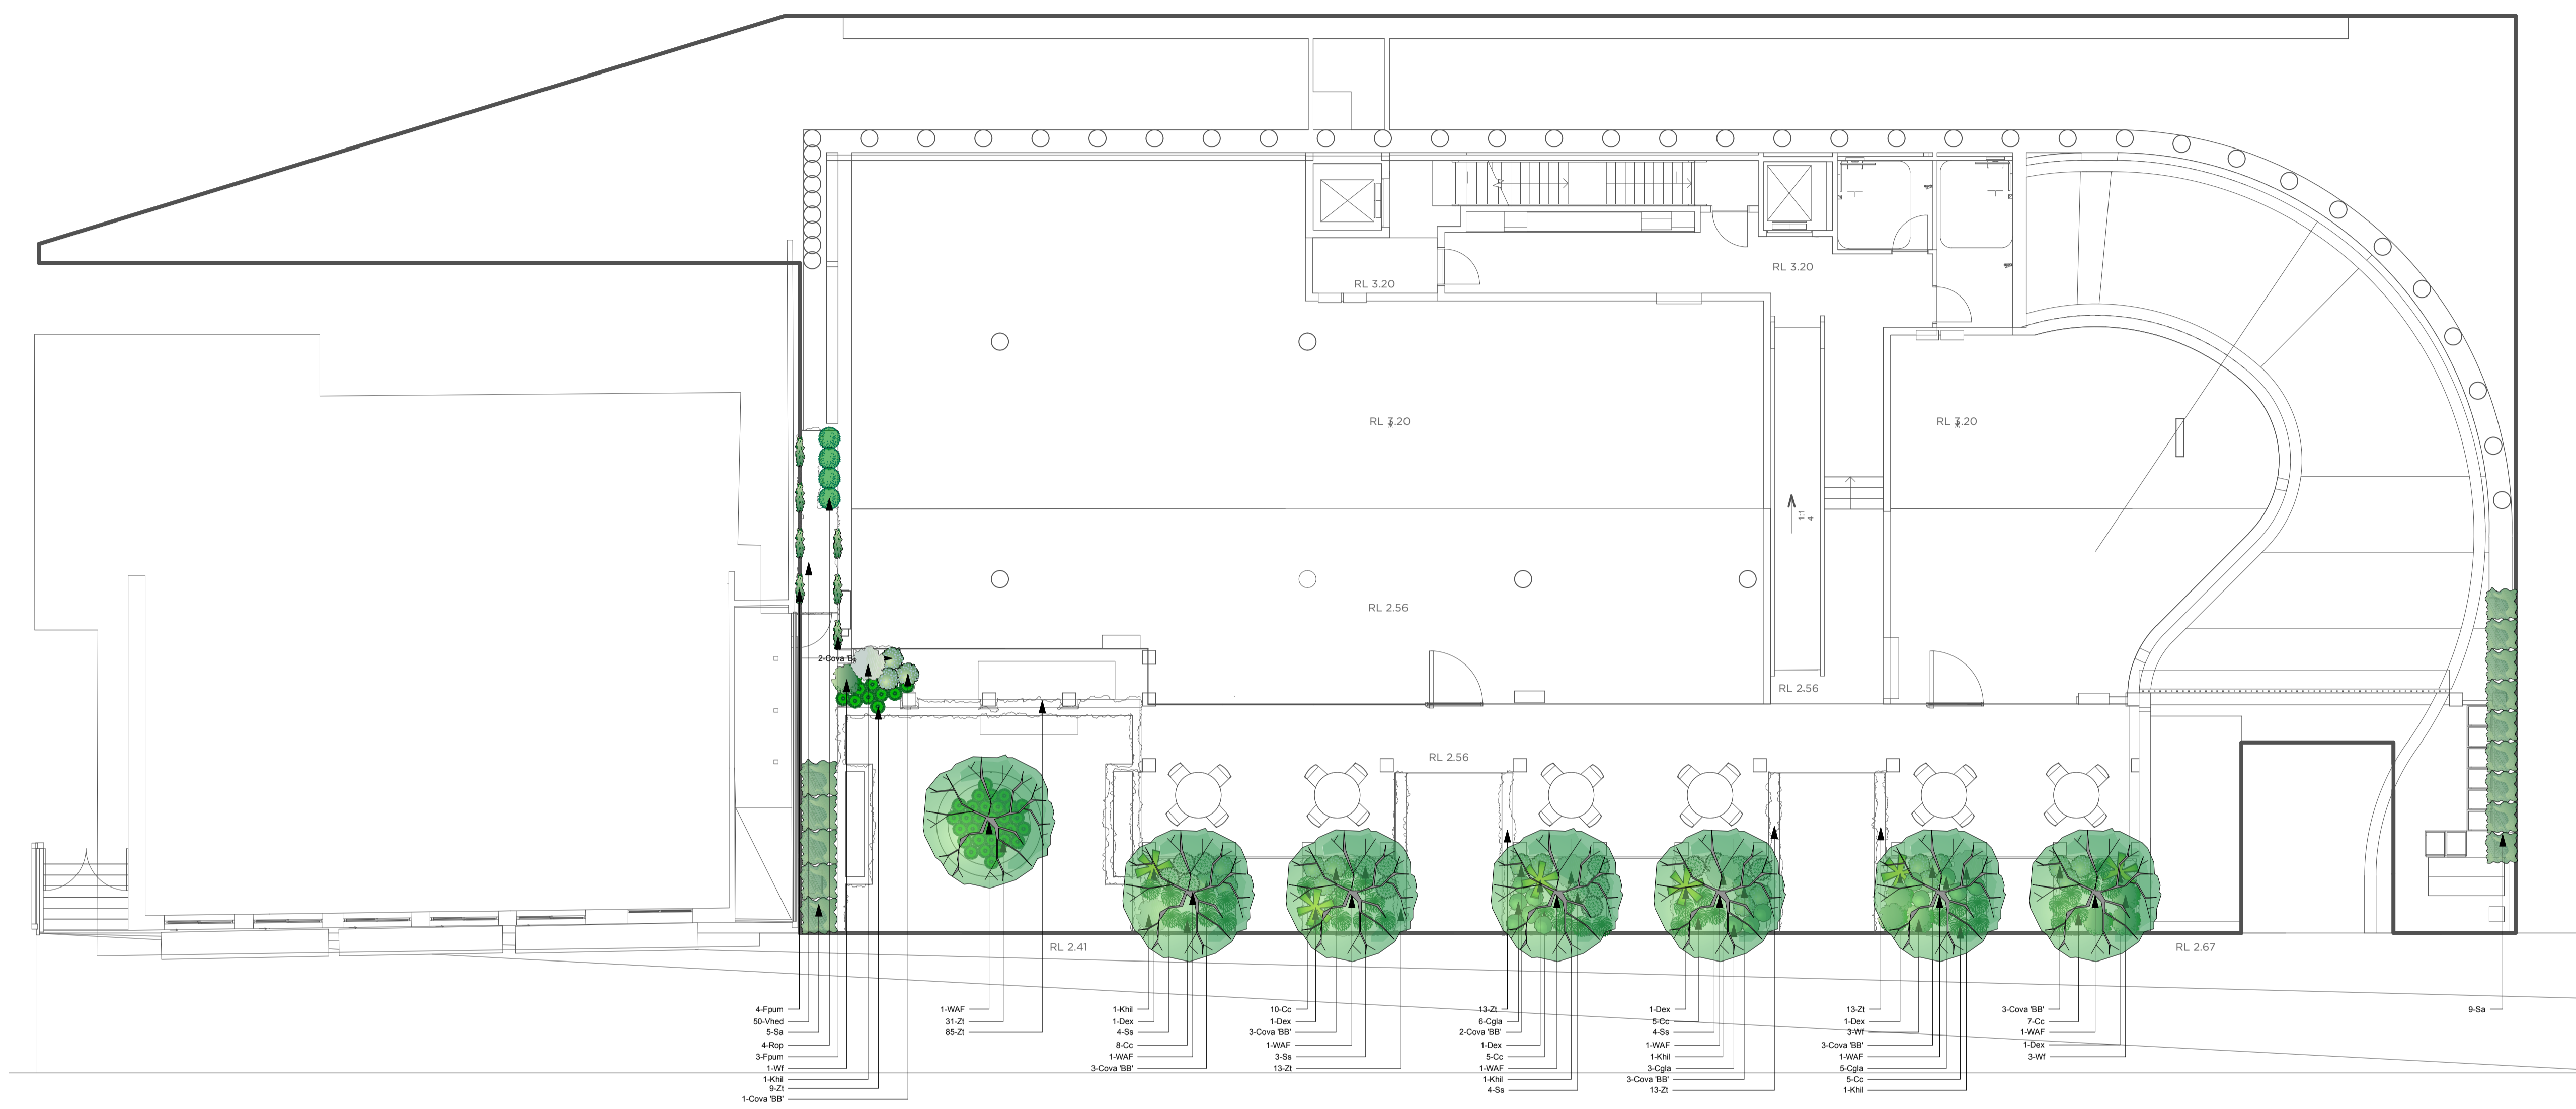 RL 3.20
RL 3.20
RL 3.20
RL 3.20
1:1
4
RL 2.56
2-Cova 'B
RL 2.56
RL 2.56
RL 2.41
RL 2.67
4-Fpum
50-Vhed
5-Sa
4-Rop
3-Fpum
1-Wf
1-Khil
9-Zt
1-Cova 'BB'
1-WAF
31-Zt
85-Zt
1-Khil
1-Dex
4-Ss
8-Cc
1-WAF
3-Cova 'BB'
10-Cc
1-Dex
3-Cova 'BB'
1-WAF
3-Ss
13-Zt
13-Zt
6-Cgla
2-Cova 'BB'
1-Dex
5-Cc
1-WAF
1-Khil
4-Ss
1-Dex
5-Cc
4-Ss
1-WAF
1-Khil
3-Cgla
3-Cova 'BB'
13-Zt
13-Zt
1-Dex
3-Wf
3-Cova 'BB'
1-WAF
5-Cgla
5-Cc
1-Khil
3-Cova 'BB'
7-Cc
1-WAF
1-Dex
3-Wf
9-Sa